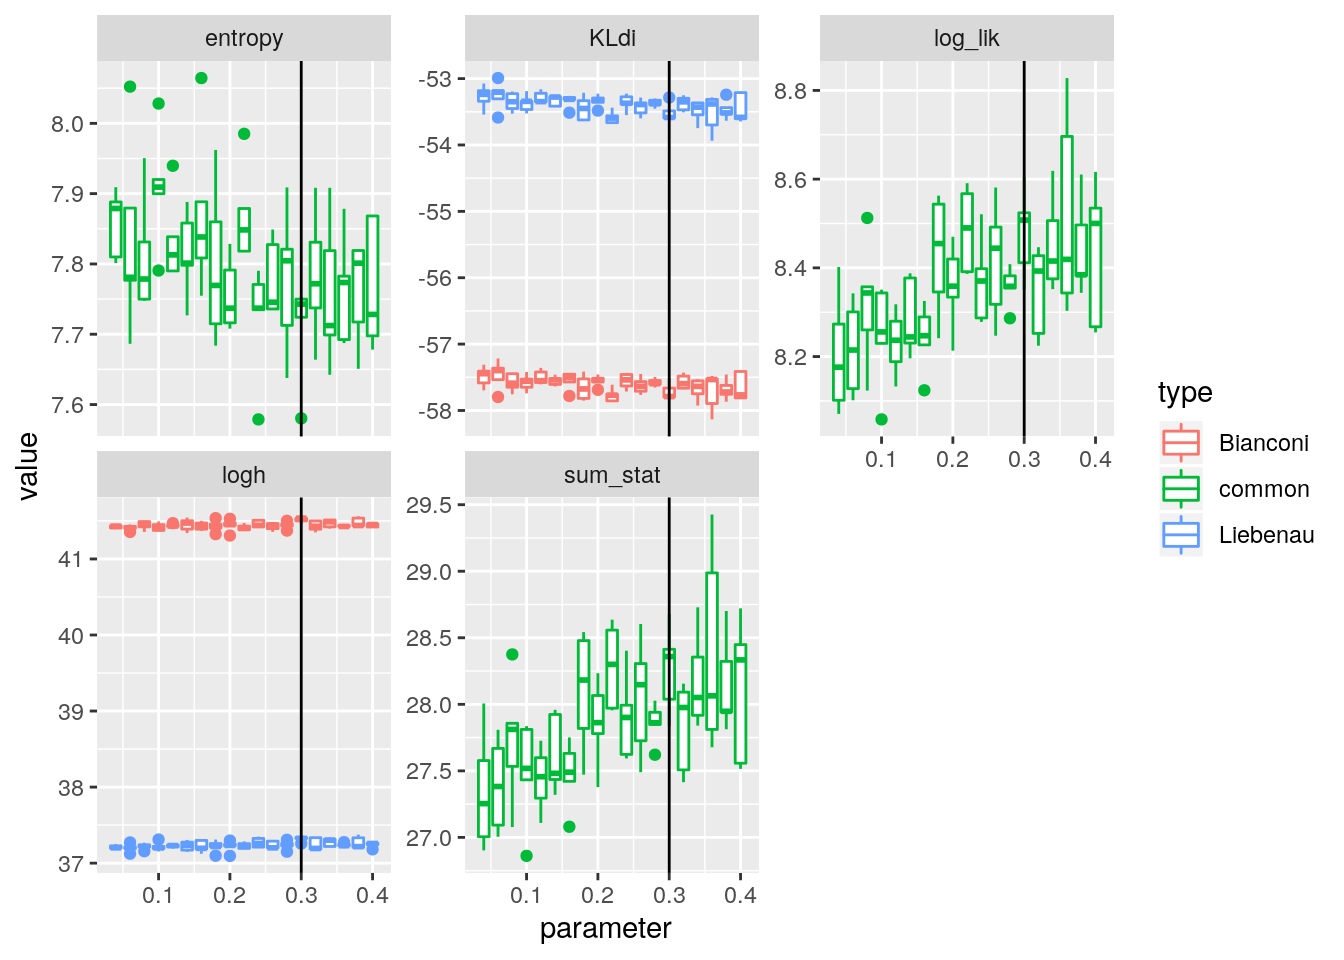 entropy
KLdi
log_lik
8.0
7.9
7.8
7.7
7.6
-53
-54
-55
-56
-57
-58
8.8
8.6
8.4
8.2
0.1 0.2 0.3 0.4
value
logh
sum_stat
41
40
39
38
37
29.5
29.0
28.5
28.0
27.5
27.0
0.1 0.2 0.3 0.4
0.1 0.2 0.3 0.4
parameter
type
Bianconi
common
Liebenau